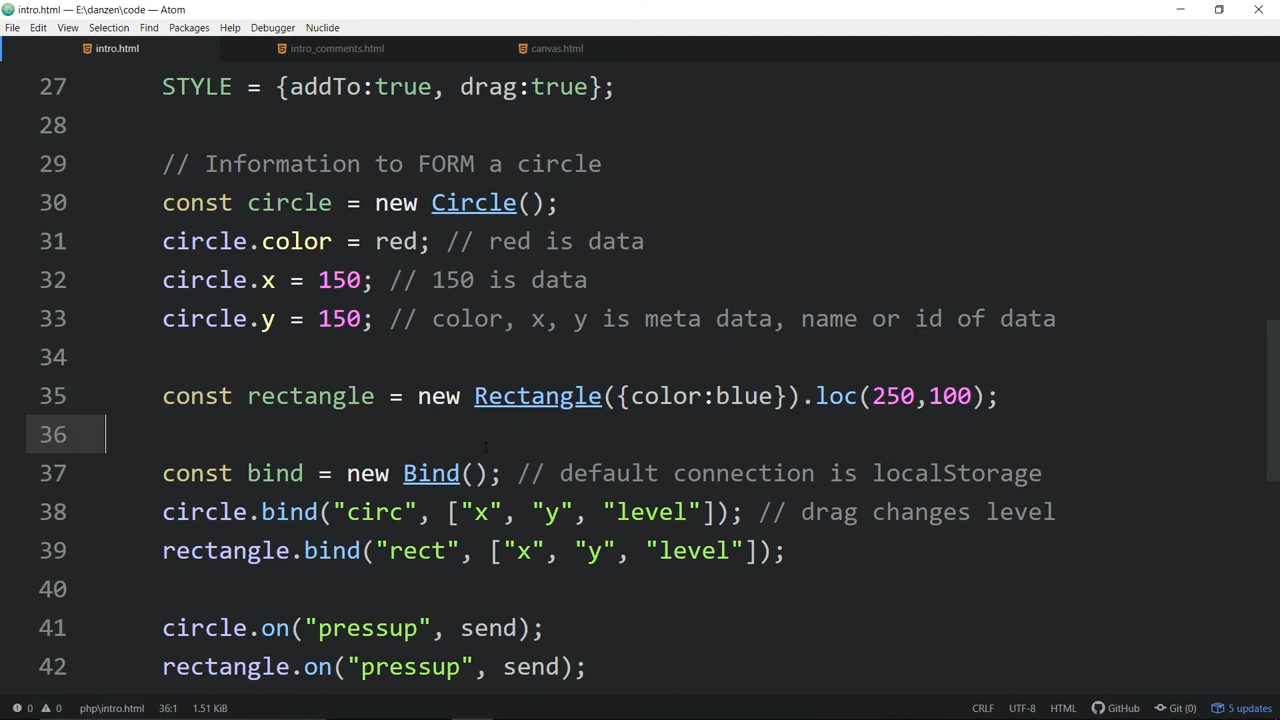 intro.html — E:\danzen\code — Atom
File Edit View Selection Find Packages Help Debugger Nuclide
intro.html intro_comments.html canvas.html
27 STYLE = {addTo:true, drag:true};
28
29 // Information to FORM a circle
30 const circle = new Circle();
31 circle.color = red; // red is data
32 circle.x = 150; // 150 is data
33 circle.y = 150; // color, x, y is meta data, name or id of data
34
35 const rectangle = new Rectangle({color:blue}).loc(250,100);
36
37 const bind = new Bind(); // default connection is localStorage
38 circle.bind("circ", ["x", "y", "level"]); // drag changes level
39 rectangle.bind("rect", ["x", "y", "level"]);
40
41 circle.on("pressup", send);
42 rectangle.on("pressup", send);
0 0 php\intro.html 36:1 1.51 KiB CRLF UTF-8 HTML GitHub Git (0) 5 updates